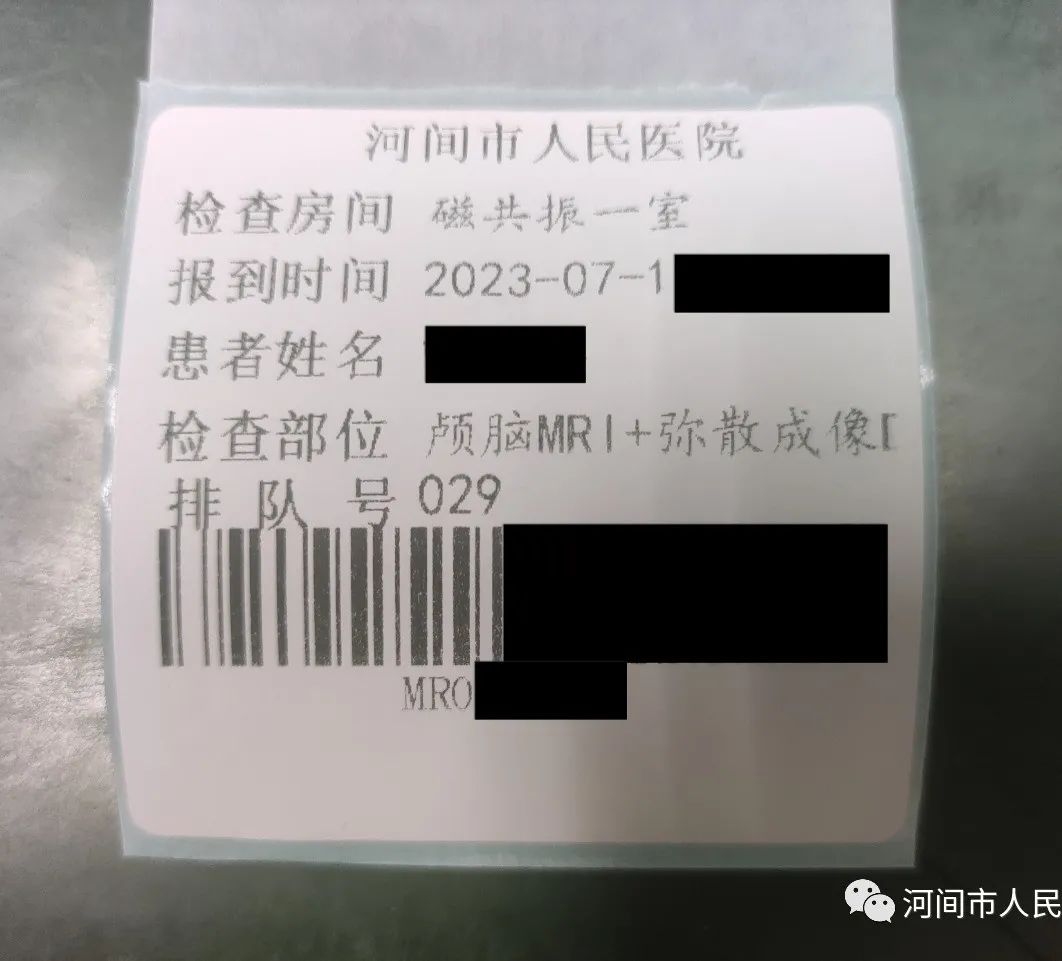 河间市人民医院
检查房间 磁共振一室
报到时间 2023-07-1
患者姓名
检查部位 颅脑MRI+弥散成像[
排队号 029
MR0
河间市人民